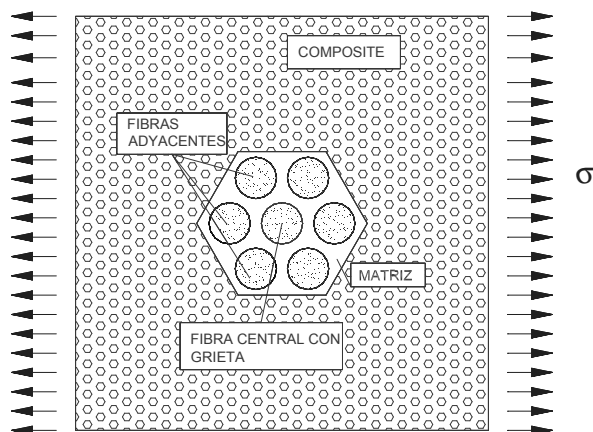 COMPOSITE
FIBRAS
ADYACENTES
σ
MATRIZ
FIBRA CENTRAL CON
GRIETA